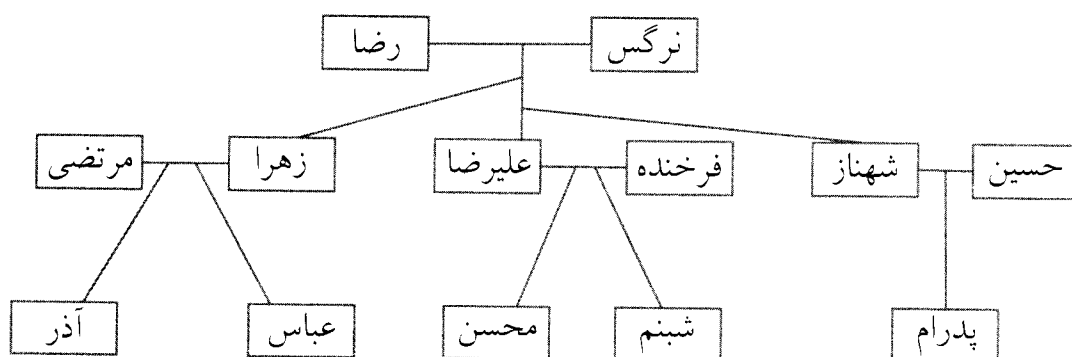 نرگس رضا
حسین شهناز فرخنده علیرضا زهرا مرتضی
پدرام شبنم محسن عباس آذر